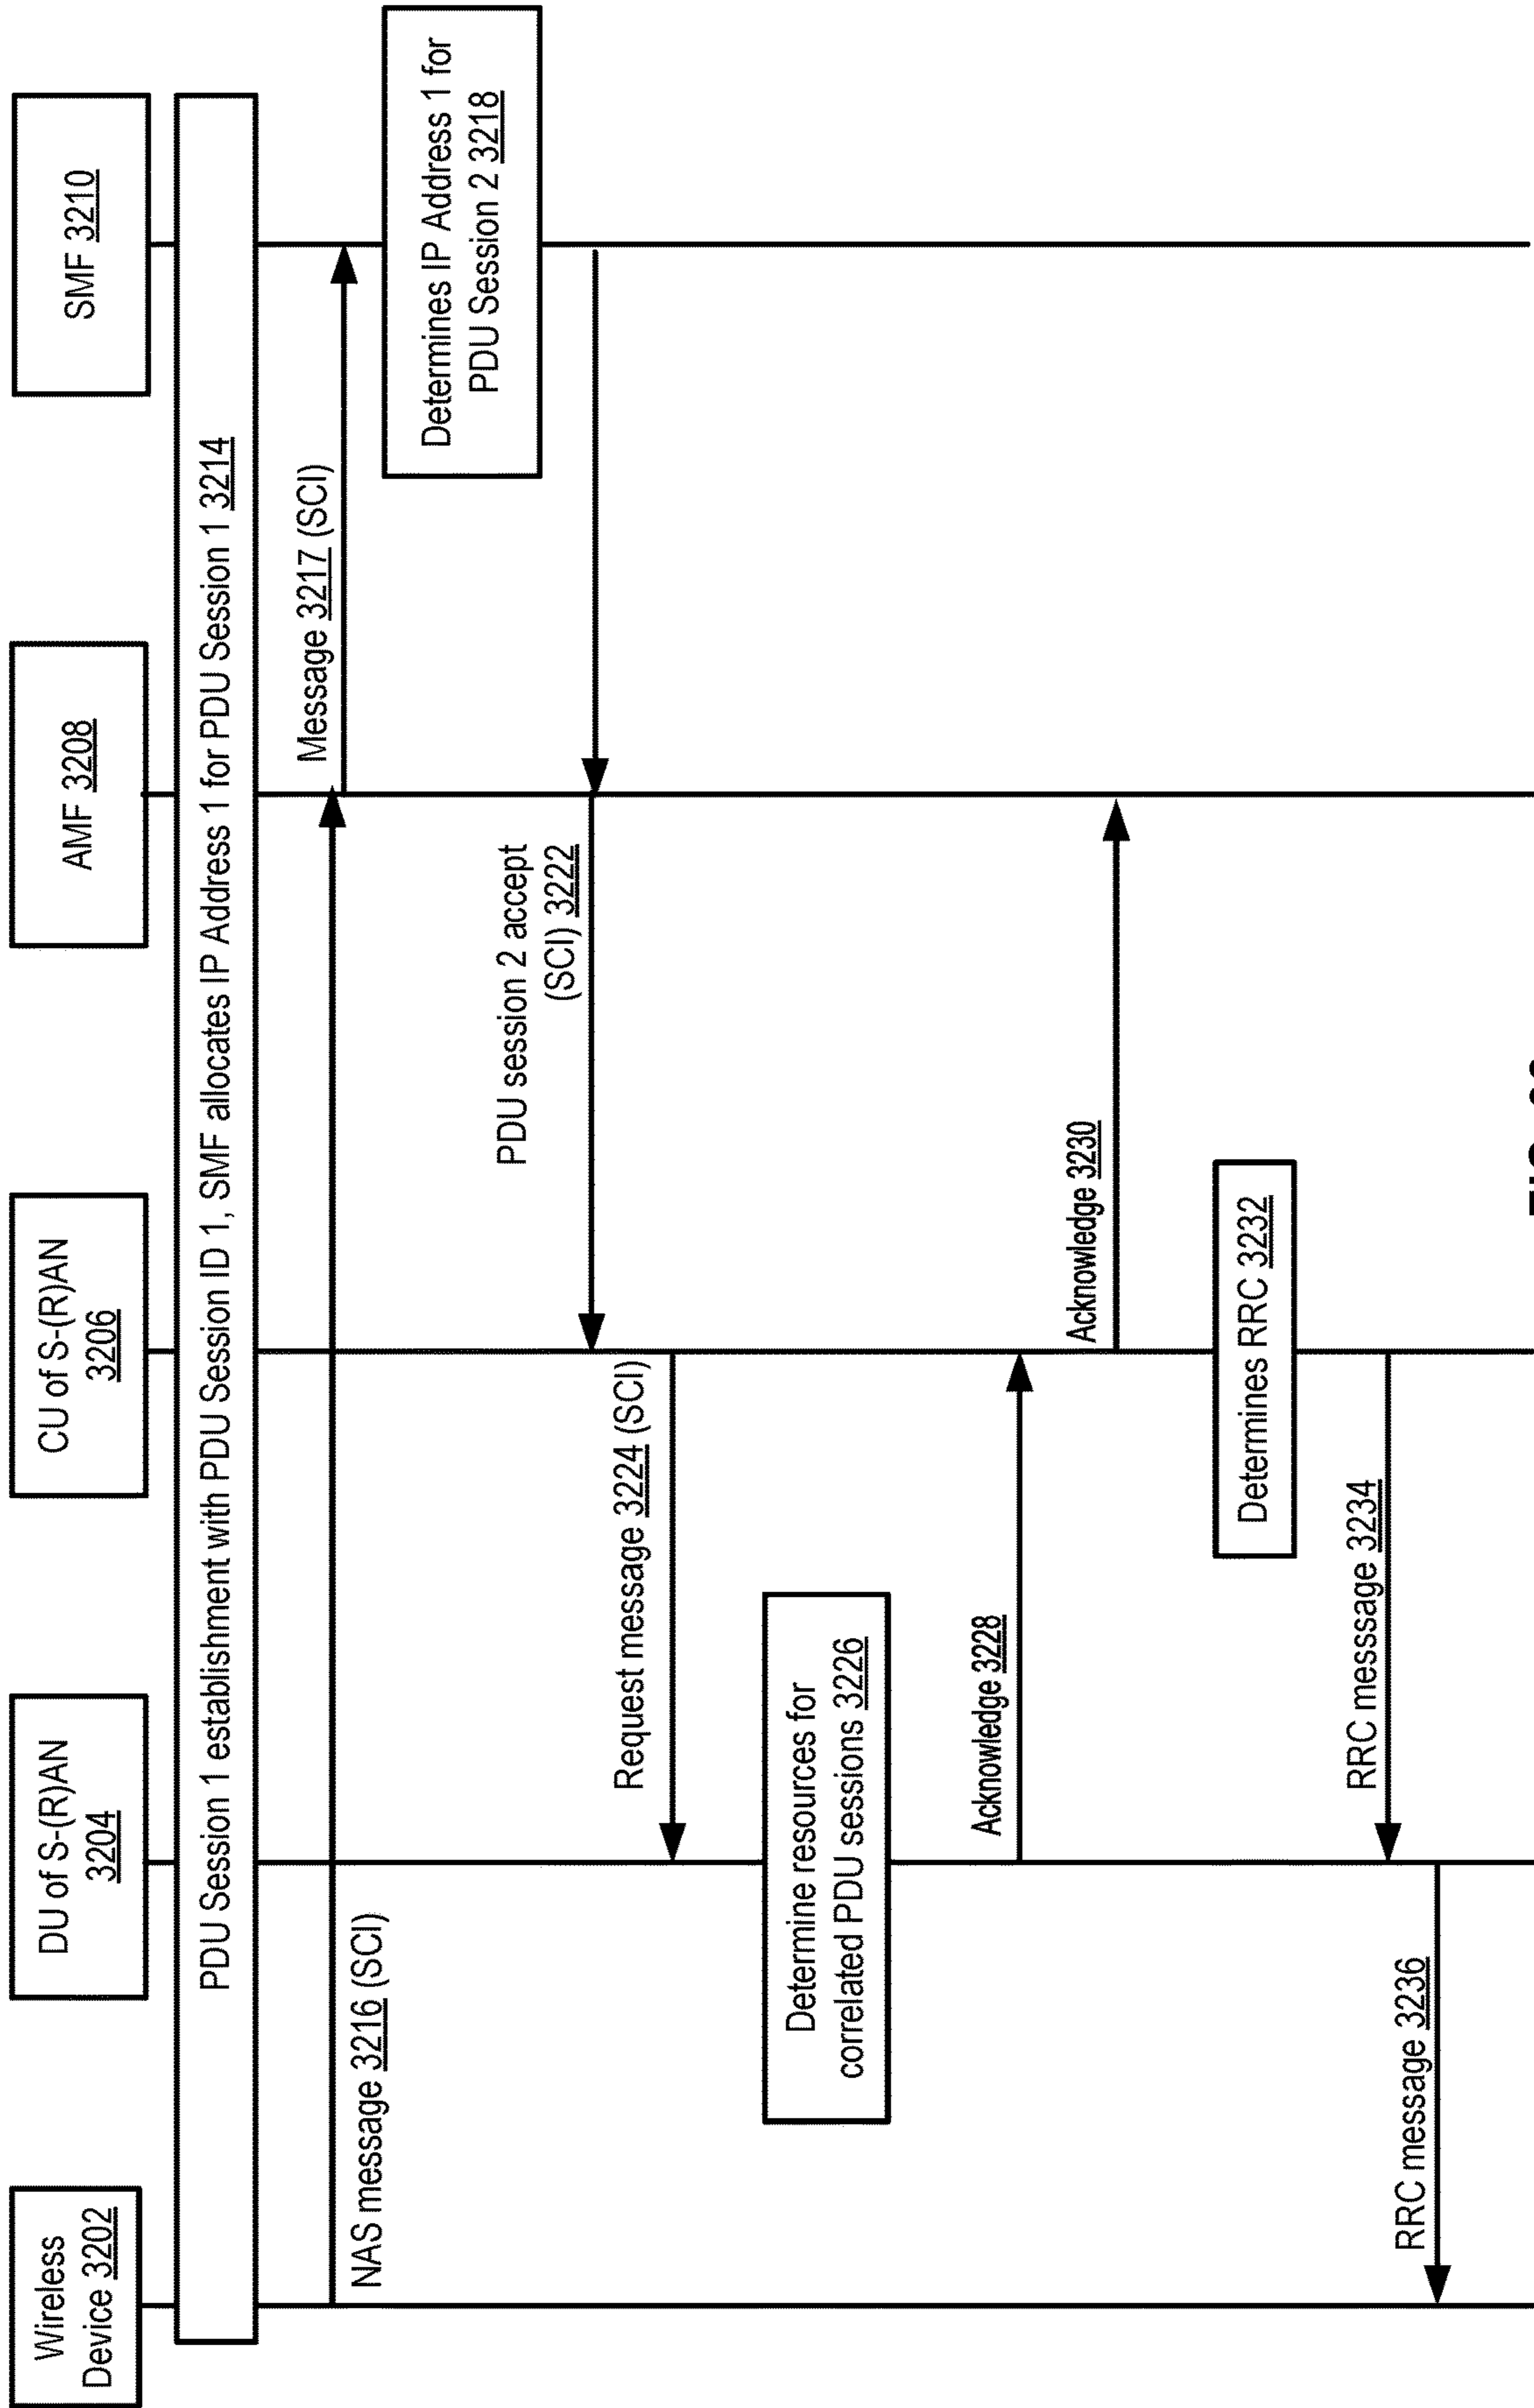 Wireless
Device 3202
DU of S-(R)AN
3204
CU of S-(R)AN
3206
AMF 3208
SMF 3210
PDU Session 1 establishment with PDU Session ID 1, SMF allocates IP Address 1 for PDU Session 1 3214
NAS message 3216 (SCI)
Message 3217 (SCI)
Determines IP Address 1 for
PDU Session 2 3218
PDU session 2 accept
(SCI) 3222
Request message 3224 (SCI)
Determine resources for
correlated PDU sessions 3226
Acknowledge 3228
Acknowledge 3230
Determines RRC 3232
RRC messsage 3234
RRC message 3236